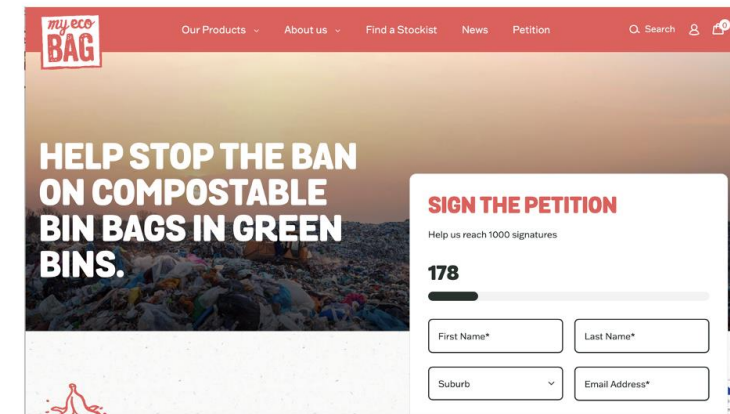 my eco
BAG
Our Products
About us
Find a Stockist
News
Petition
Search
0
HELP STOP THE BAN
ON COMPOSTABLE
BIN BAGS IN GREEN
BINS.
SIGN THE PETITION
Help us reach 1000 signatures
178
First Name*
Last Name*
Suburb
Email Address*